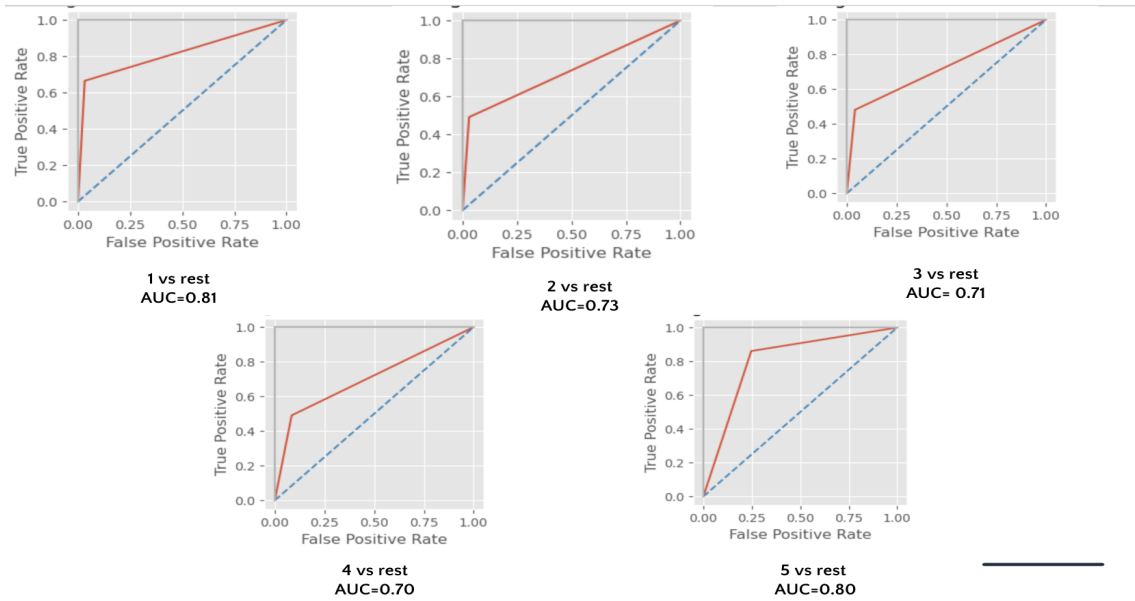 1.0
0.8
0.6
0.4
0.2
0.0
True Positive Rate
0.00 0.25 0.50 0.75 1.00
False Positive Rate
1 vs rest
AUC=0.81
1.0
0.8
0.6
0.4
0.2
0.0
True Positive Rate
0.00 0.25 0.50 0.75 1.00
False Positive Rate
2 vs rest
AUC=0.73
1.0
0.8
0.6
0.4
0.2
0.0
True Positive Rate
0.00 0.25 0.50 0.75 1.00
False Positive Rate
3 vs rest
AUC= 0.71
1.0
0.8
0.6
0.4
0.2
0.0
True Positive Rate
0.00 0.25 0.50 0.75 1.00
False Positive Rate
4 vs rest
AUC=0.70
1.0
0.8
0.6
0.4
0.2
0.0
True Positive Rate
0.00 0.25 0.50 0.75 1.00
False Positive Rate
5 vs rest
AUC=0.80